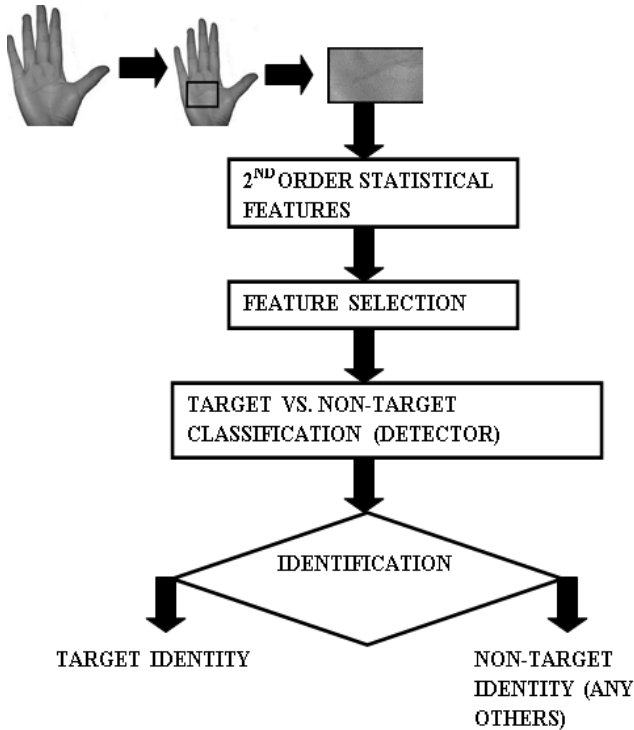 2ND ORDER STATISTICAL
FEATURES
FEATURE SELECTION
TARGET VS. NON-TARGET
CLASSIFICATION (DETECTOR)
IDENTIFICATION
TARGET IDENTITY
NON-TARGET
IDENTITY (ANY
OTHERS)